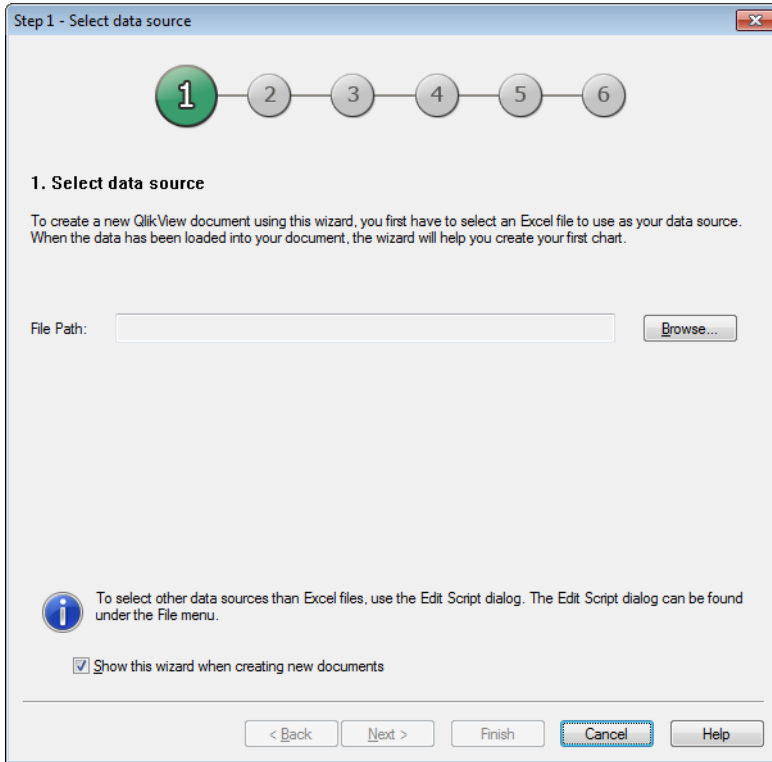 Step 1 - Select data source
1 2 3 4 5 6
1. Select data source
To create a new QlikView document using this wizard, you first have to select an Excel file to use as your data source.
When the data has been loaded into your document, the wizard will help you create your first chart.
File Path:
Browse...
To select other data sources than Excel files, use the Edit Script dialog. The Edit Script dialog can be found
under the File menu.
Show this wizard when creating new documents
< Back Next > Finish Cancel Help